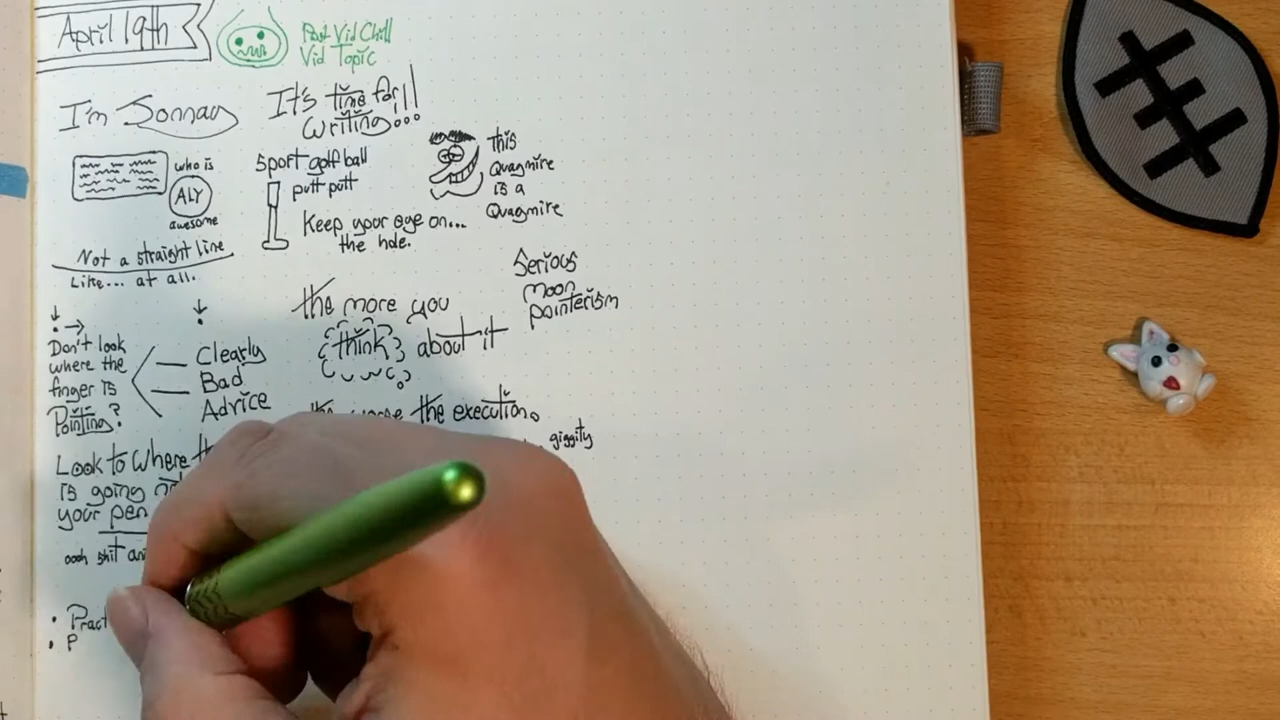 April 19th
Post Vid Chill
Vid Topic
I'm Sonnay
It's time for!!
writing...
who is
ALY
awesome
Sport golf ball
putt putt
Keep your eye on...
the hole.
This
Quagmire
is a
Quagmire
Not a straight line
Like... at all.
Serious
Moon
pointerism
the more you
think about it
the execution.
giggity
Don't look
where the
finger is
Pointing?
Clearly
Bad
Advice
Look to where
is going
your pen
ooh shit
• Pract
• P